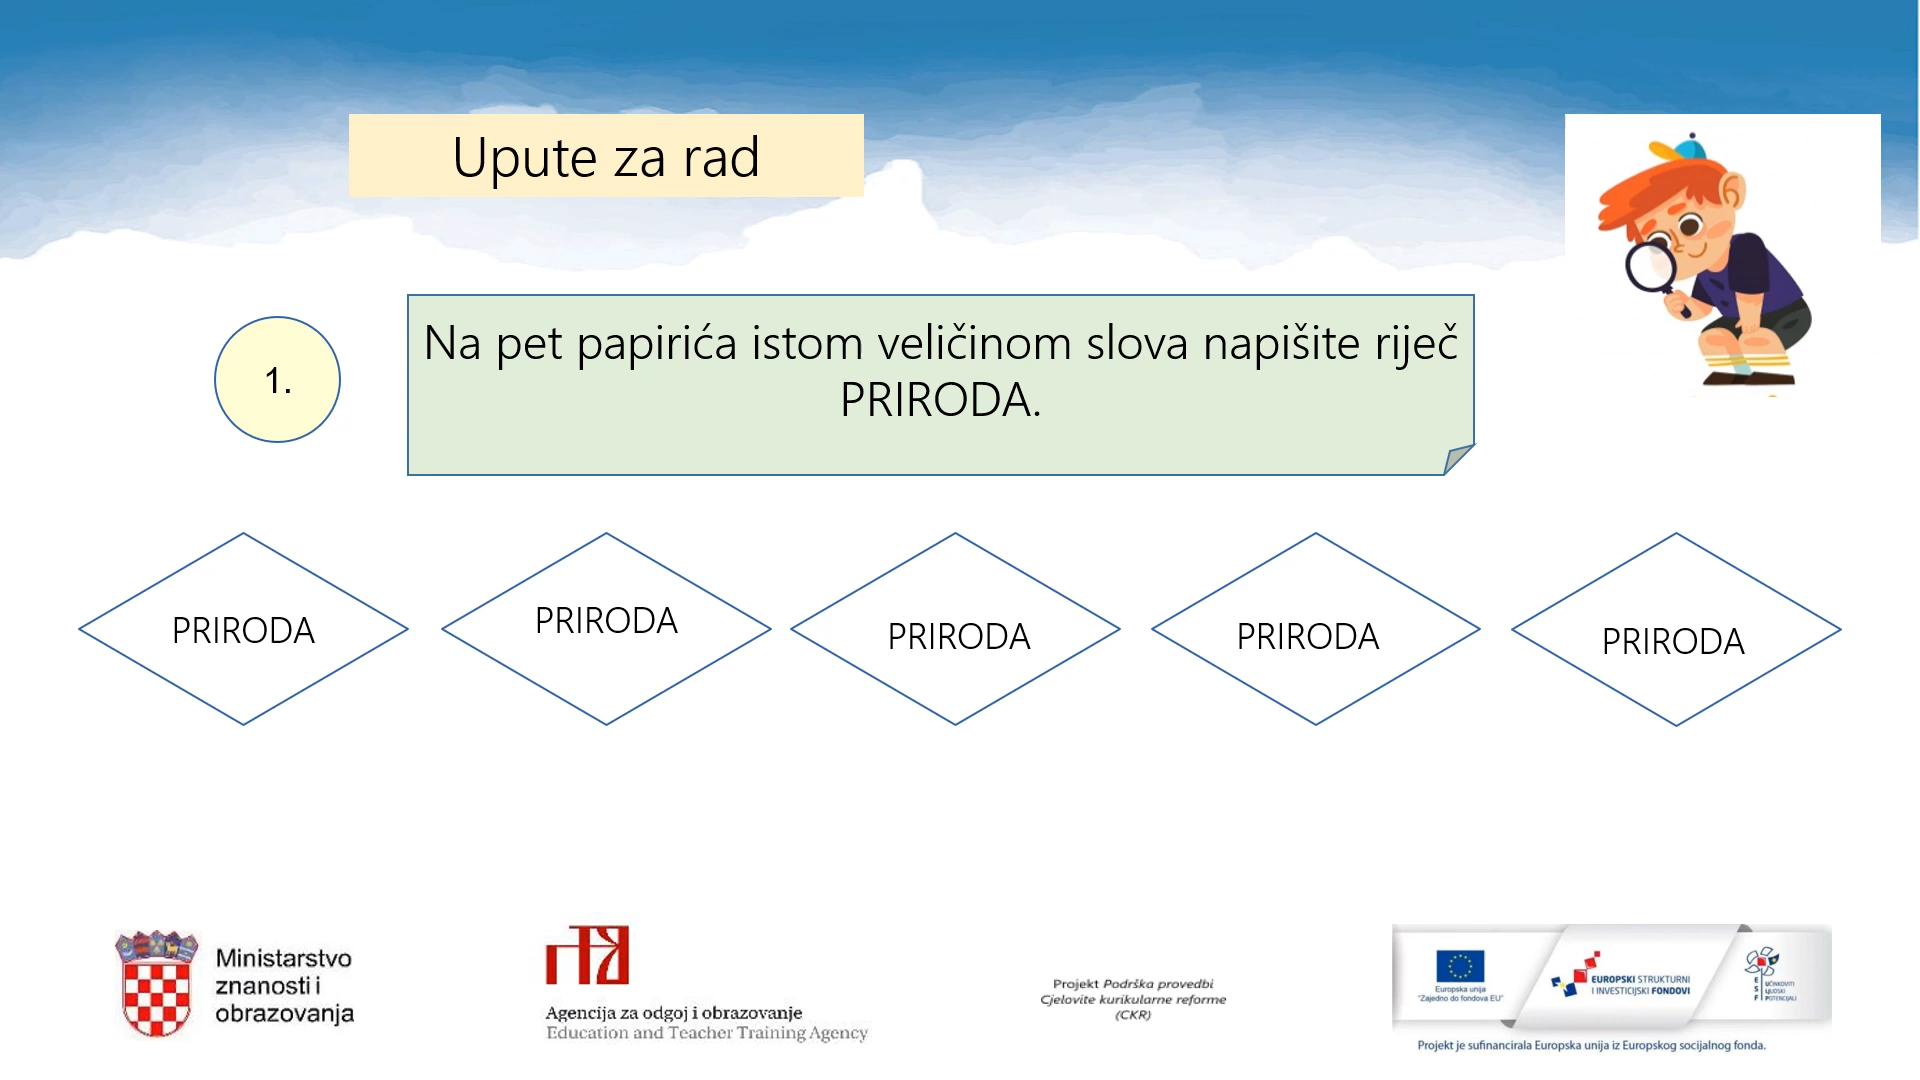 Upute za rad
1.
Na pet papirića istom veličinom slova napišite riječ
PRIRODA.
PRIRODA
PRIRODA
PRIRODA
PRIRODA
PRIRODA
Ministarstvo
znanosti i
obrazovanja
Agencija za odgoj i obrazovanje
Education and Teacher Training Agency
Projekt Podrška provedbi
Cjelovite kurikularne reforme
(CKR)
Europska unija
"Zajedno do fondova EU"
EUROPSKI STRUKTURNI
I INVESTICIJSKI FONDOVI
ESF
UČINKOVITI
LJUDSKI
POTENCIJALI
Projekt je sufinancirala Europska unija iz Europskog socijalnog fonda.